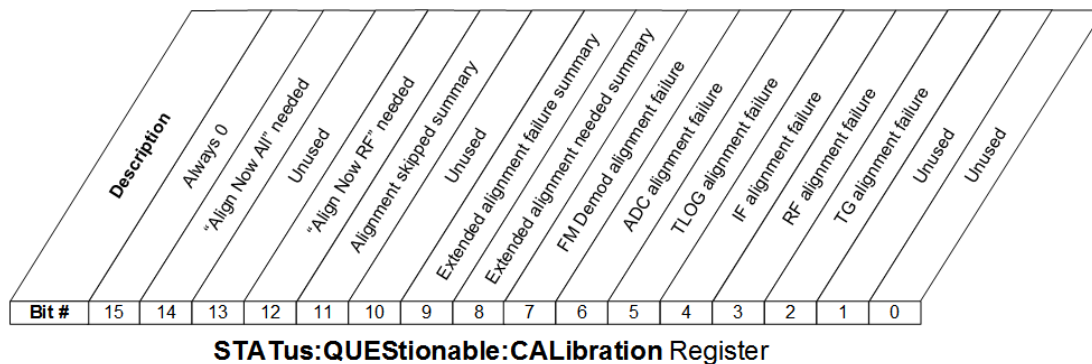 Description
Always 0
“Align Now All” needed
Unused
“Align Now RF” needed
Alignment skipped summary
Unused
Extended alignment failure summary
Extended alignment needed summary
FM Demod alignment failure
ADC alignment failure
TLOG alignment failure
IF alignment failure
RF alignment failure
TG alignment failure
Unused
Unused
Bit # 15 14 13 12 11 10 9 8 7 6 5 4 3 2 1 0
STATus:QUEStionable:CALibration Register